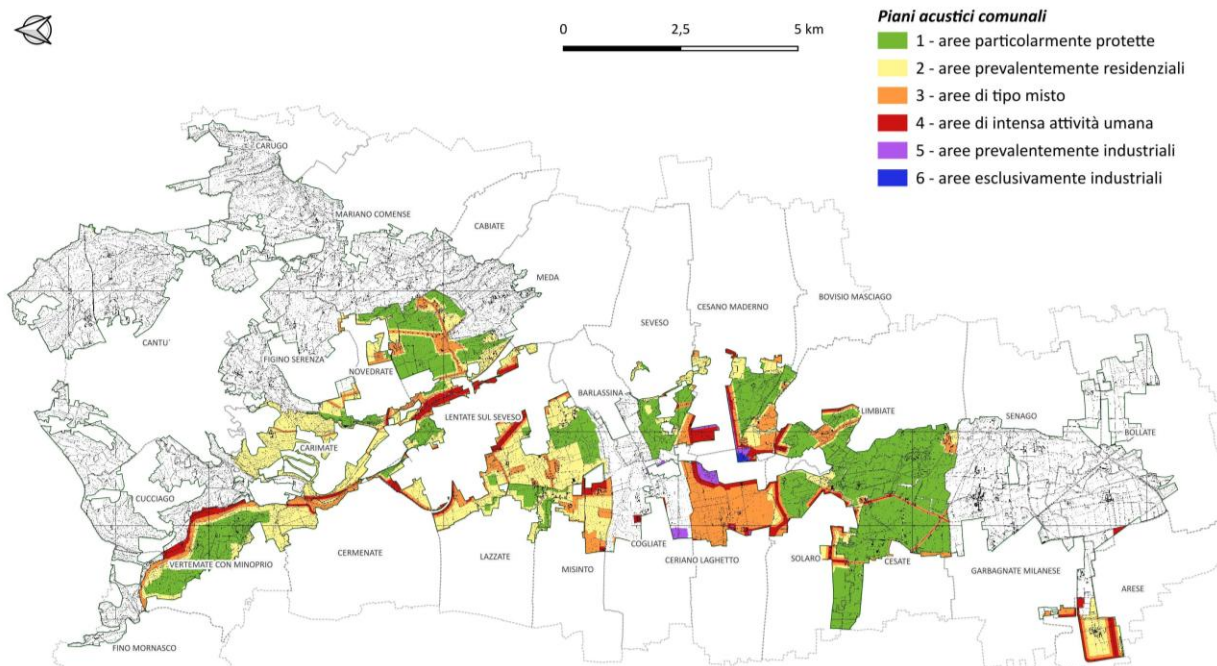 0 2,5 5 km
Piani acustici comunali
1 - aree particolarmente protette
2 - aree prevalentemente residenziali
3 - aree di tipo misto
4 - aree di intensa attività umana
5 - aree prevalentemente industriali
6 - aree esclusivamente industriali
CARUGO
MARIANO COMENSE
CABIATE
MEDA
BOVISIO MASCIAGO
CESANO MADERNO
SEVESO
CANTU'
FIGINO SERENZA
NOVEDRATE
BARLASSINA
LENTATE SUL SEVESO
LIMBIATE
SENAGO
BOLLATE
CARIMATE
CUCCIAGO
CERMENATE
LAZZATE
COGLIATE
MISINTO
CERIANO LAGHETTO
SOLARO
CESATE
GARBAGNATE MILANESE
VERTEMATE CON MINOPRIO
ARESE
FINO MORNASCO